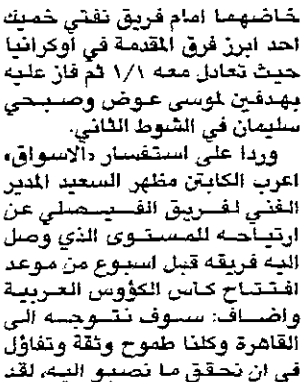 خاضهما امام فريق نفتي خميك
احد ابرز فرق المقدمة في أوكرانيا
حيث تعادل معه ١/١ ثم فاز عليه
بهدفين لموسى عوض وصبحي
سليمان في الشوط الثاني.
وردا على استفسار «الاسواق»
اعرب الكابتن مظهر السعيد المدير
الفني لفريق الفيصلي عن
ارتياحه للمستوى الذي وصل
اليه فريقه قبل اسبوع من موعد
افتتاح كاس الكؤوس العربية
واضاف: سوف نتوجه الى
القاهرة وكلنا طموح وثقة وتفاؤل
في ان نحقق ما نصبو اليه، لقد